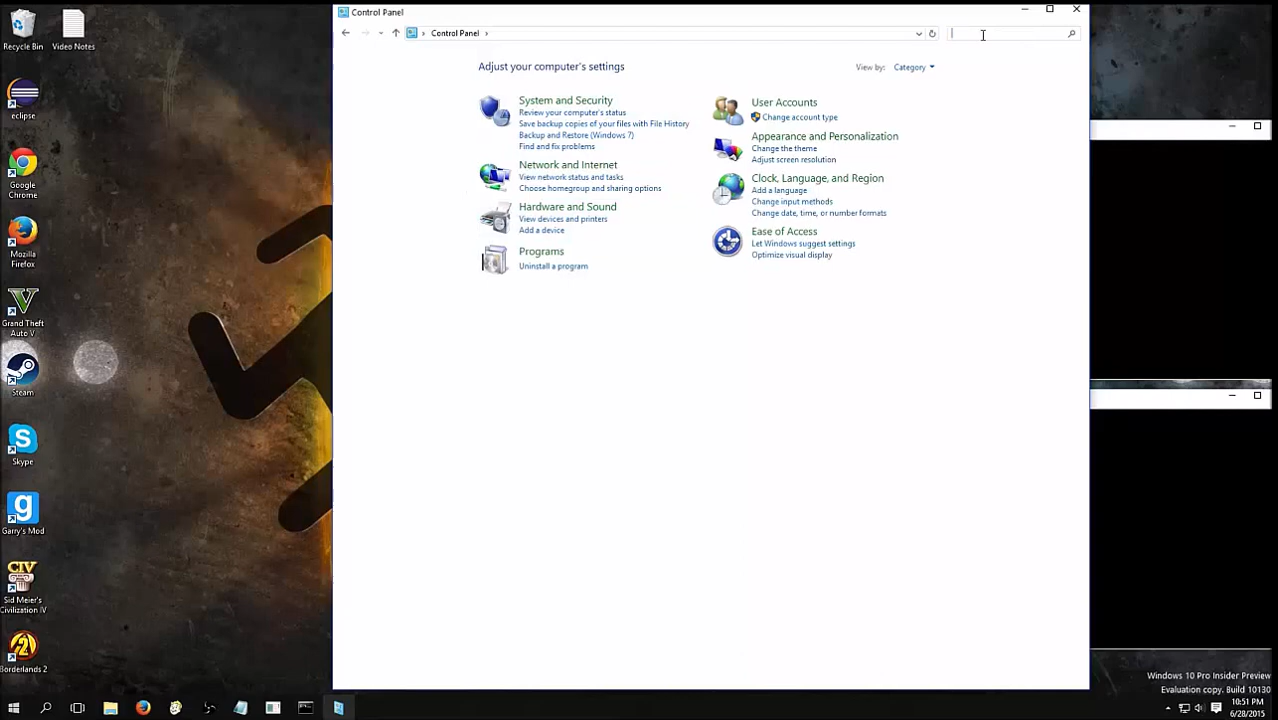 Control Panel
Control Panel
Adjust your computer's settings
View by:
Category
System and Security
Review your computer's status
Save backup copies of your files with File History
Backup and Restore (Windows 7)
Find and fix problems
Network and Internet
View network status and tasks
Choose homegroup and sharing options
Hardware and Sound
View devices and printers
Add a device
Programs
Uninstall a program
User Accounts
Change account type
Appearance and Personalization
Change the theme
Adjust screen resolution
Clock, Language, and Region
Add a language
Change input methods
Change date, time, or number formats
Ease of Access
Let Windows suggest settings
Optimize visual display
Recycle Bin
Video Notes
eclipse
Google
Chrome
Mozilla
Firefox
Grand Theft
Auto V
Steam
Skype
Garry's Mod
CIV
Sid Meier's
Civilization IV
Borderlands 2
Windows 10 Pro Insider Preview
Evaluation copy. Build 10130
10:51 PM
6/28/2015